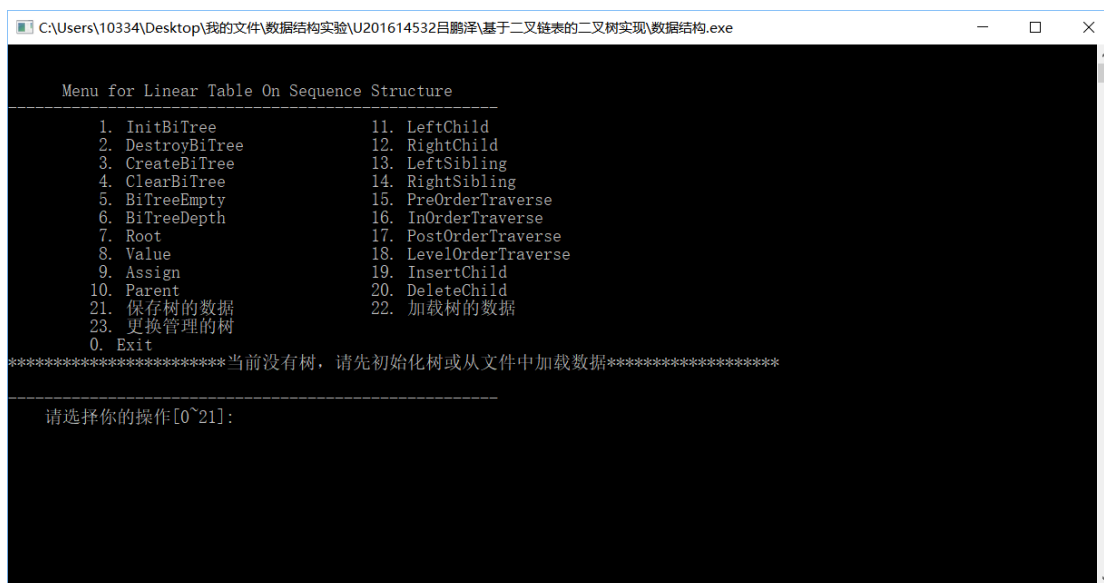 C:\Users\10334\Desktop\我的文件\数据结构实验\U201614532吕鹏泽\基于二叉链表的二叉树实现\数据结构.exe
Menu for Linear Table On Sequence Structure
------------------------------------------------------
1. InitBiTree 11. LeftChild
2. DestroyBiTree 12. RightChild
3. CreateBiTree 13. LeftSibling
4. ClearBiTree 14. RightSibling
5. BiTreeEmpty 15. PreOrderTraverse
6. BiTreeDepth 16. InOrderTraverse
7. Root 17. PostOrderTraverse
8. Value 18. LevelOrderTraverse
9. Assign 19. InsertChild
10. Parent 20. DeleteChild
21. 保存树的数据 22. 加载树的数据
23. 更换管理的树
0. Exit
************************当前没有树，请先初始化树或从文件中加载数据*******************
------------------------------------------------------
请选择你的操作[0~21]: